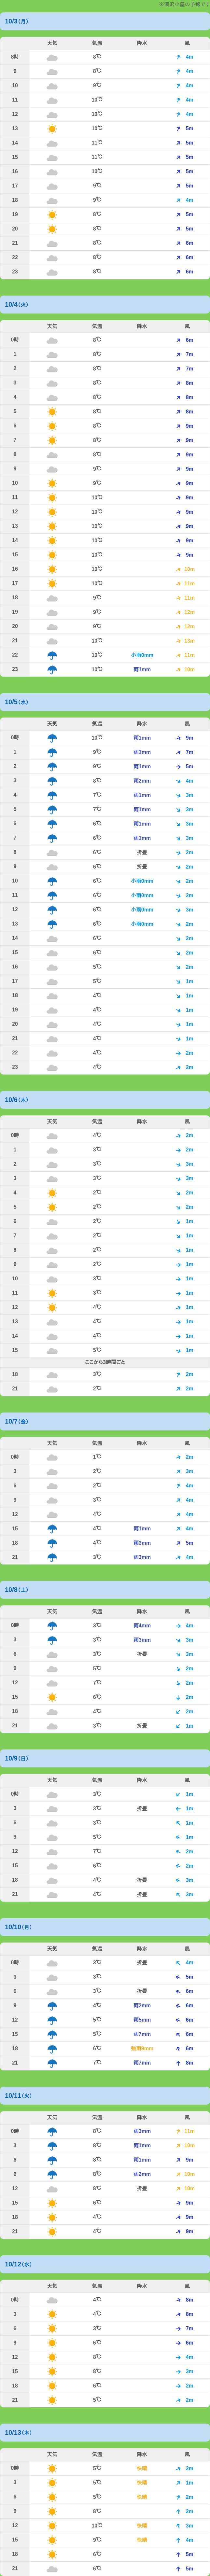 の予報です
10/3(月)
天気 気温 降水 風
8時 8℃ 4m
9 8℃ 4m
10 9℃ 4m
11 10℃ 4m
12 10℃ 4m
13 10℃ 5m
14 11℃ 5m
15 11℃ 5m
16 10℃ 5m
17 9℃ 5m
18 9℃ 4m
19 8℃ 5m
20 8℃ 5m
21 8℃ 6m
22 8℃ 6m
23 8℃ 6m
10/4(火)
天気 気温 降水 風
0時 8℃ 6m
1 8℃ 7m
2 8℃ 7m
3 8℃ 8m
4 8℃ 8m
5 8℃ 8m
6 8℃ 9m
7 8℃ 9m
8 8℃ 9m
9 9℃ 9m
10 9℃ 9m
11 10℃ 9m
12 10℃ 9m
13 10℃ 9m
14 10℃ 9m
15 10℃ 9m
16 10℃ 10m
17 10℃ 11m
18 9℃ 11m
19 9℃ 12m
20 9℃ 12m
21 10℃ 13m
22 10℃ 小雨0mm 11m
23 10℃ 雨1mm 10m
10/5(水)
天気 気温 降水 風
0時 10℃ 雨1mm 9m
1 9℃ 雨1mm 7m
2 9℃ 雨1mm 5m
3 8℃ 雨2mm 4m
4 7℃ 雨1mm 3m
5 7℃ 雨1mm 3m
6 6℃ 雨1mm 3m
7 6℃ 雨1mm 3m
8 6℃ 折畳 2m
9 6℃ 折畳 2m
10 6℃ 小雨0mm 2m
11 6℃ 小雨0mm 2m
12 6℃ 小雨0mm 3m
13 6℃ 小雨0mm 2m
14 6℃ 2m
15 6℃ 2m
16 5℃ 2m
17 5℃ 1m
18 4℃ 1m
19 4℃ 1m
20 4℃ 1m
21 4℃ 1m
22 4℃ 2m
23 4℃ 2m
10/6(木)
天気 気温 降水 風
0時 4℃ 2m
1 3℃ 2m
2 3℃ 3m
3 3℃ 3m
4 2℃ 2m
5 2℃ 2m
6 2℃ 1m
7 2℃ 1m
8 2℃ 1m
9 2℃ 1m
10 3℃ 1m
11 3℃ 1m
12 4℃ 1m
13 4℃ 1m
14 4℃ 1m
15 5℃ 1m
ここから3時間ごと
18 3℃ 2m
21 2℃ 2m
10/7(金)
天気 気温 降水 風
0時 1℃ 2m
3 2℃ 3m
6 2℃ 4m
9 3℃ 4m
12 4℃ 4m
15 4℃ 雨1mm 4m
18 4℃ 雨3mm 5m
21 3℃ 雨3mm 4m
10/8(土)
天気 気温 降水 風
0時 3℃ 雨4mm 4m
3 3℃ 雨3mm 3m
6 3℃ 折畳 3m
9 5℃ 2m
12 7℃ 2m
15 6℃ 2m
18 4℃ 2m
21 3℃ 折畳 1m
10/9(日)
天気 気温 降水 風
0時 3℃ 1m
3 3℃ 折畳 1m
6 3℃ 1m
9 5℃ 1m
12 7℃ 2m
15 6℃ 2m
18 4℃ 折畳 3m
21 4℃ 折畳 3m
10/10(月)
天気 気温 降水 風
0時 3℃ 折畳 4m
3 3℃ 5m
6 3℃ 折畳 6m
9 4℃ 雨2mm 6m
12 5℃ 雨5mm 6m
15 5℃ 雨7mm 6m
18 6℃ 強雨9mm 6m
21 7℃ 雨7mm 8m
10/11(火)
天気 気温 降水 風
0時 8℃ 雨3mm 11m
3 8℃ 雨1mm 10m
6 8℃ 雨1mm 9m
9 8℃ 雨2mm 10m
12 8℃ 折畳 10m
15 6℃ 9m
18 4℃ 9m
21 4℃ 9m
10/12(水)
天気 気温 降水 風
0時 4℃ 8m
3 4℃ 8m
6 3℃ 7m
9 6℃ 6m
12 8℃ 4m
15 8℃ 3m
18 6℃ 2m
21 5℃ 2m
10/13(木)
天気 気温 降水 風
0時 5℃ 快曜 2m
3 5℃ 快曜 1m
6 5℃ 快曜 2m
9 8℃ 2m
12 10℃ 快曜 3m
15 9℃ 快曜 4m
18 6℃ 5m
21 6℃ 5m